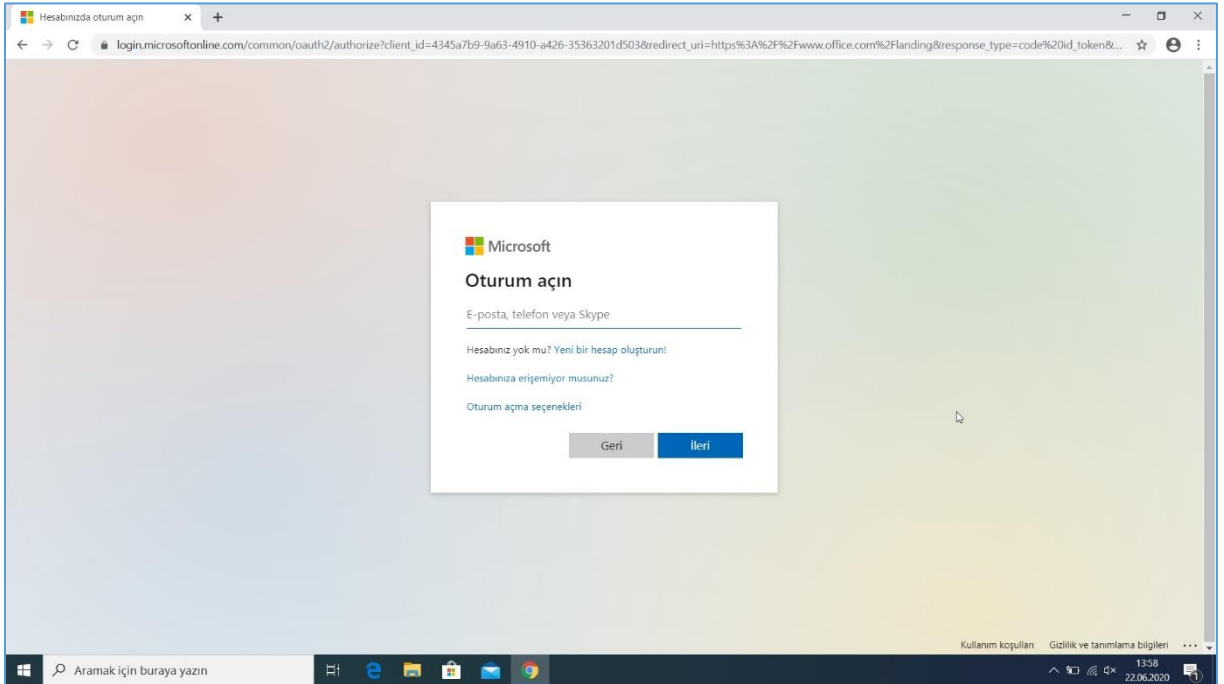 Hesabınızda oturum açın
login.microsoftonline.com/common/oauth2/authorize?client_id=4345a7b9-9a63-4910-a426-35363201d503&redirect_uri=https%3A%2F%2Fwww.office.com%2Flanding&response_type=code%20id_token&...
Microsoft
Oturum açın
E-posta, telefon veya Skype
Hesabınız yok mu? Yeni bir hesap oluşturun!
Hesabınıza erişemiyor musunuz?
Oturum açma seçenekleri
Geri İleri
Kullanım koşulları Gizlilik ve tanımlama bilgileri ...
Aramak için buraya yazın
13:58
22.06.2020
1